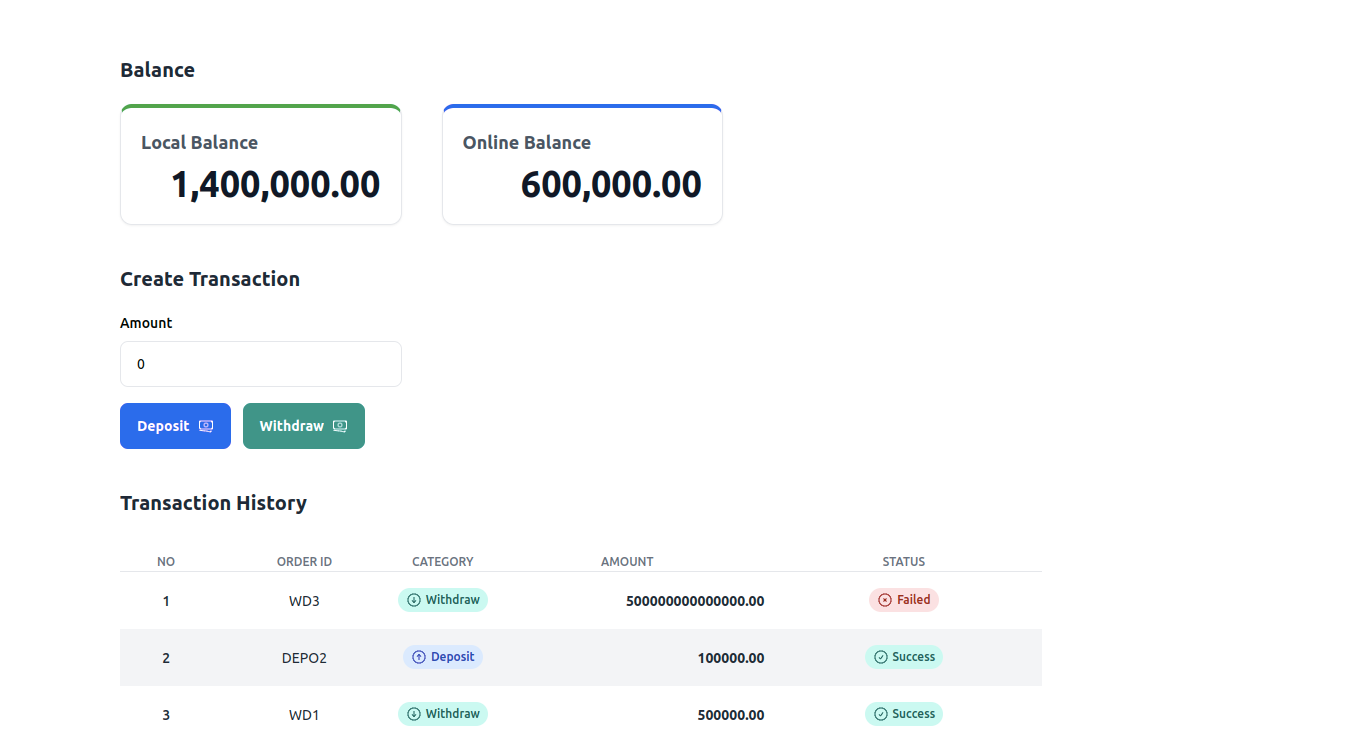 Balance
Local Balance
1,400,000.00
Online Balance
600,000.00
Create Transaction
Amount
0
Deposit
Withdraw
Transaction History
NO ORDER ID CATEGORY AMOUNT STATUS
1 WD3 Withdraw 500000000000000.00 Failed
2 DEPO2 Deposit 100000.00 Success
3 WD1 Withdraw 500000.00 Success